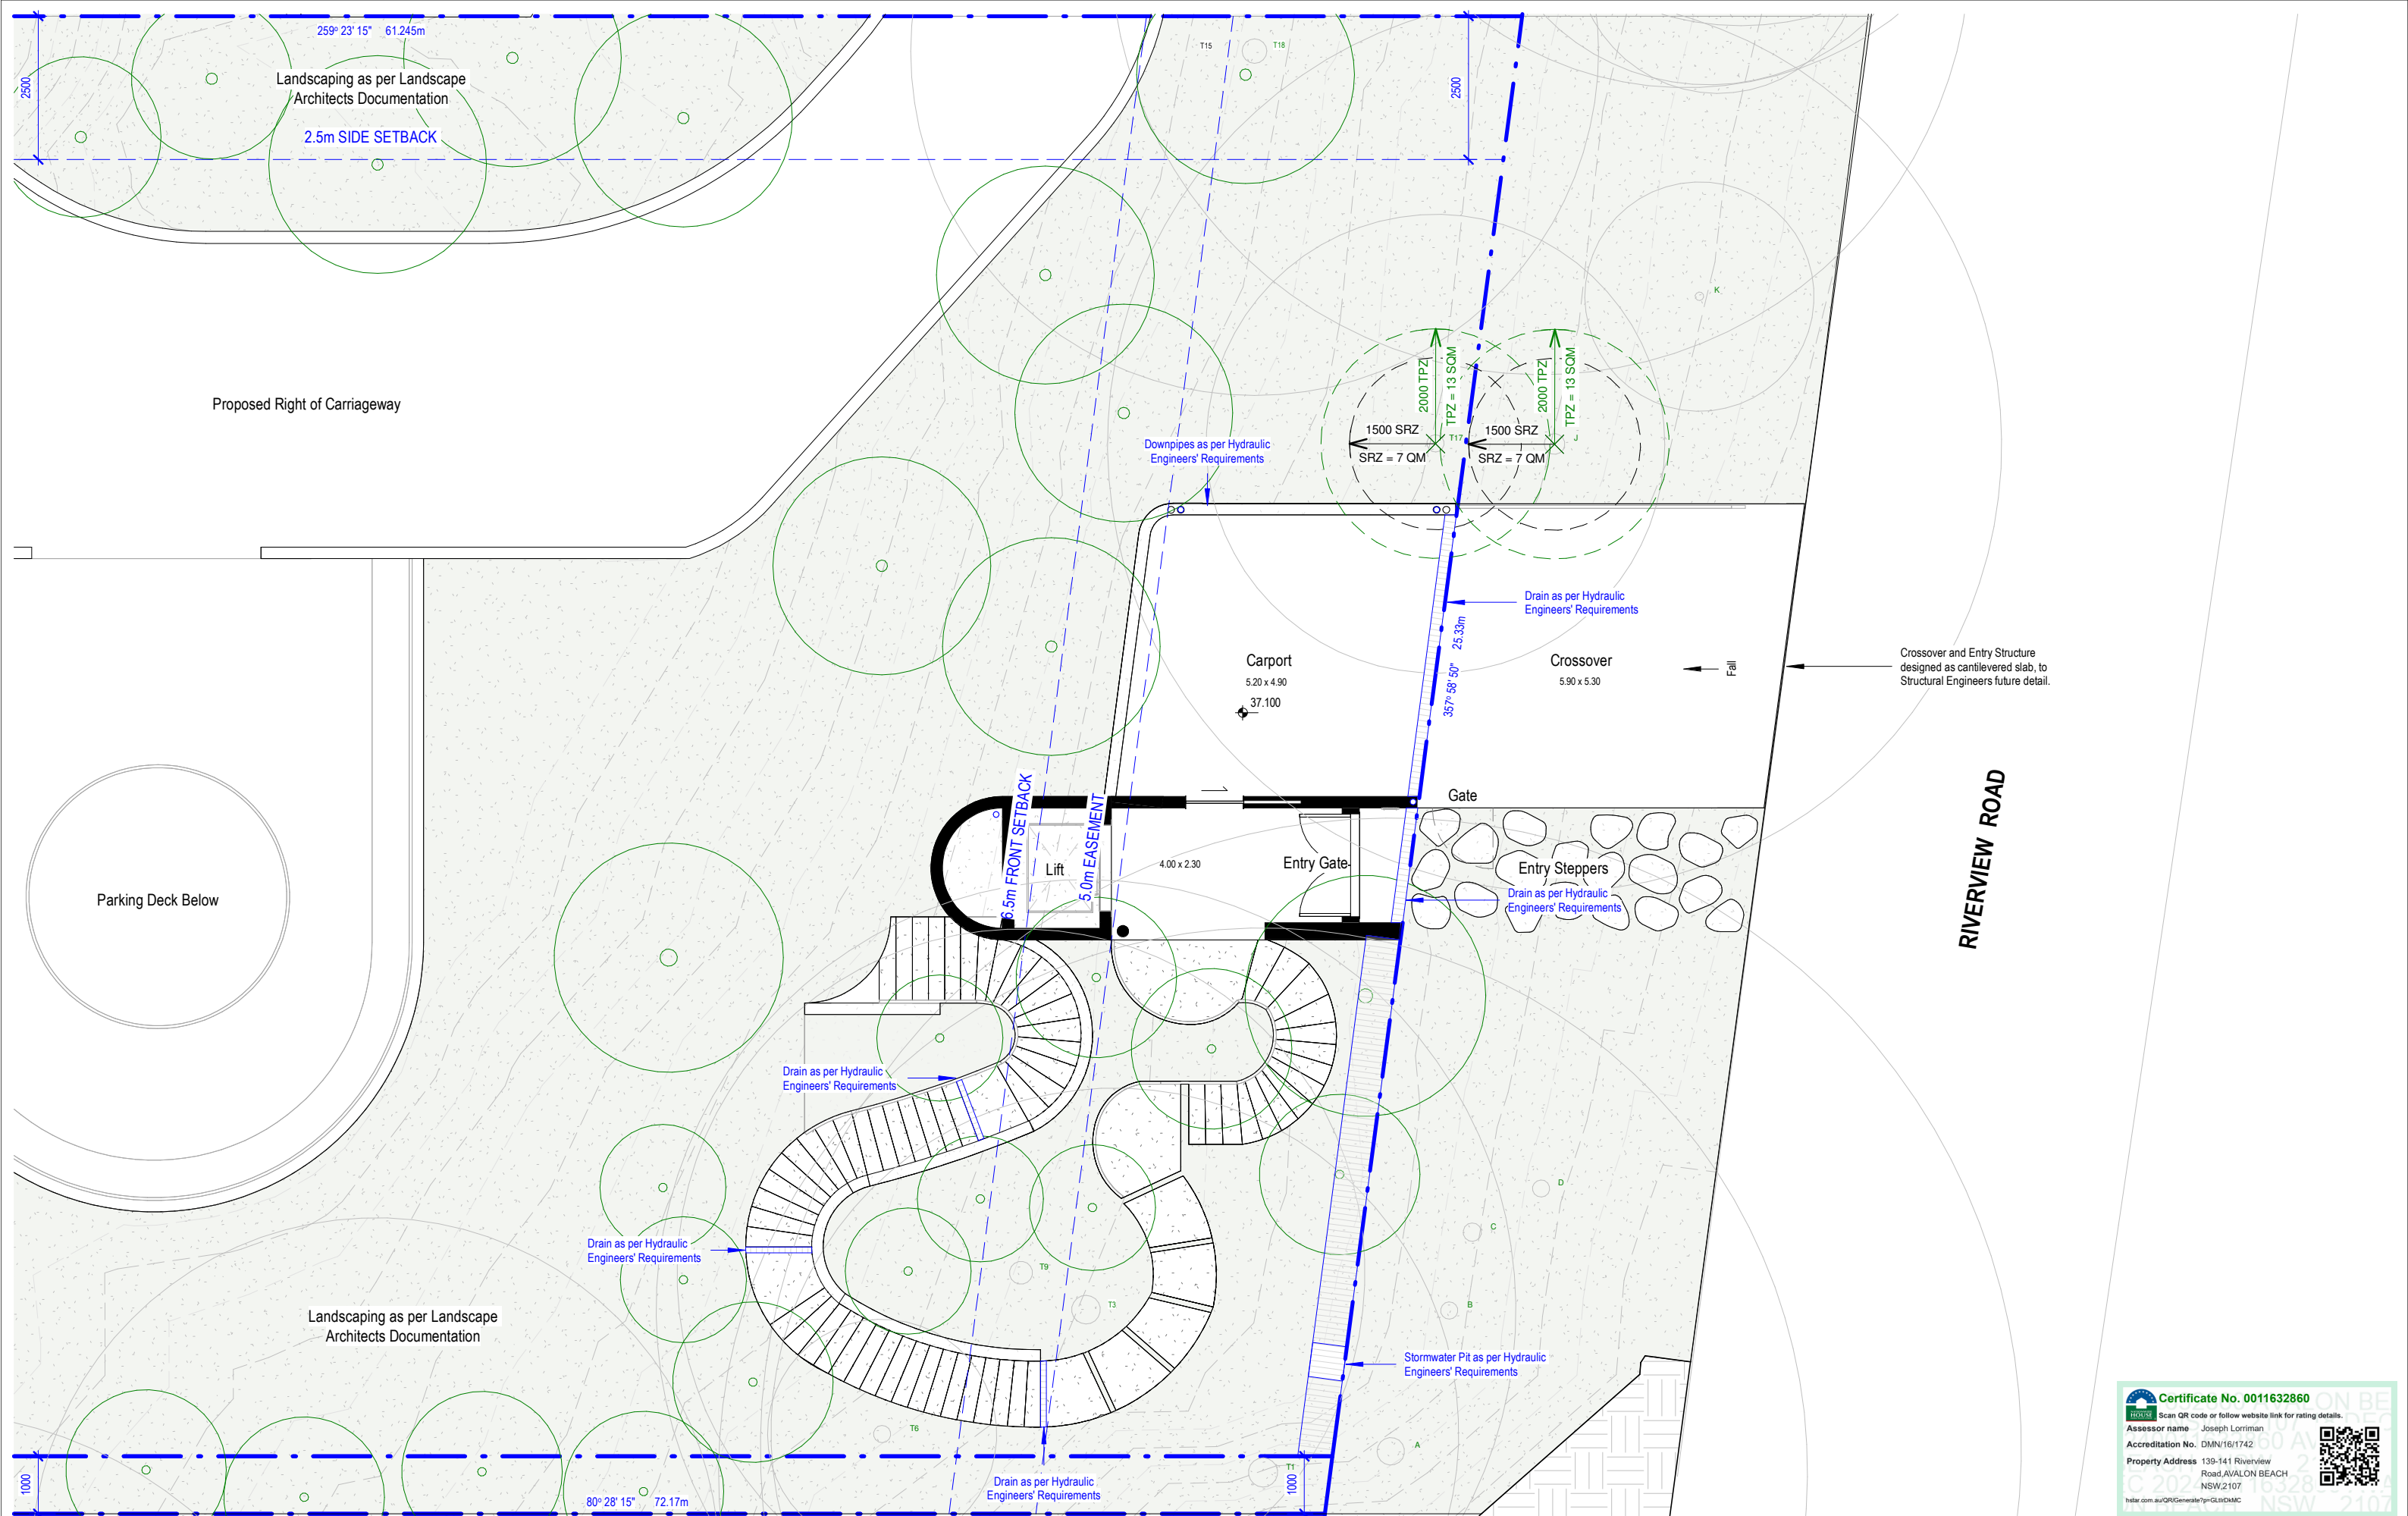 259º 23' 15" 61.245m
2500
Landscaping as per Landscape
Architects Documentation
2.5m SIDE SETBACK
T15
T18
2500
K
Proposed Right of Carriageway
2000 TPZ
TPZ = 13 SQM
2000 TPZ
TPZ = 13 SQM
1500 SRZ
SRZ = 7 QM
T17
1500 SRZ
SRZ = 7 QM
J
Downpipes as per Hydraulic
Engineers' Requirements
Drain as per Hydraulic
Engineers' Requirements
357º 58' 50" 25.33m
Carport
5.20 x 4.90
37.100
Crossover
5.90 x 5.30
Fall
Crossover and Entry Structure
designed as cantilevered slab, to
Structural Engineers future detail.
Gate
RIVERVIEW ROAD
6.5m FRONT SETBACK
5.0m EASEMENT
Lift
4.00 x 2.30
Entry Gate
Entry Steppers
Drain as per Hydraulic
Engineers' Requirements
Parking Deck Below
Drain as per Hydraulic
Engineers' Requirements
D
C
Drain as per Hydraulic
Engineers' Requirements
T9
T3
B
Landscaping as per Landscape
Architects Documentation
Stormwater Pit as per Hydraulic
Engineers' Requirements
T6
A
T1
1000
80º 28' 15" 72.17m
Drain as per Hydraulic
Engineers' Requirements
1000
Certificate No. 0011632860
HOUSE
Scan QR code or follow website link for rating details.
Assessor name Joseph Lorriman
Accreditation No. DMN/16/1742
Property Address 139-141 Riverview
Road,AVALON BEACH
NSW,2107